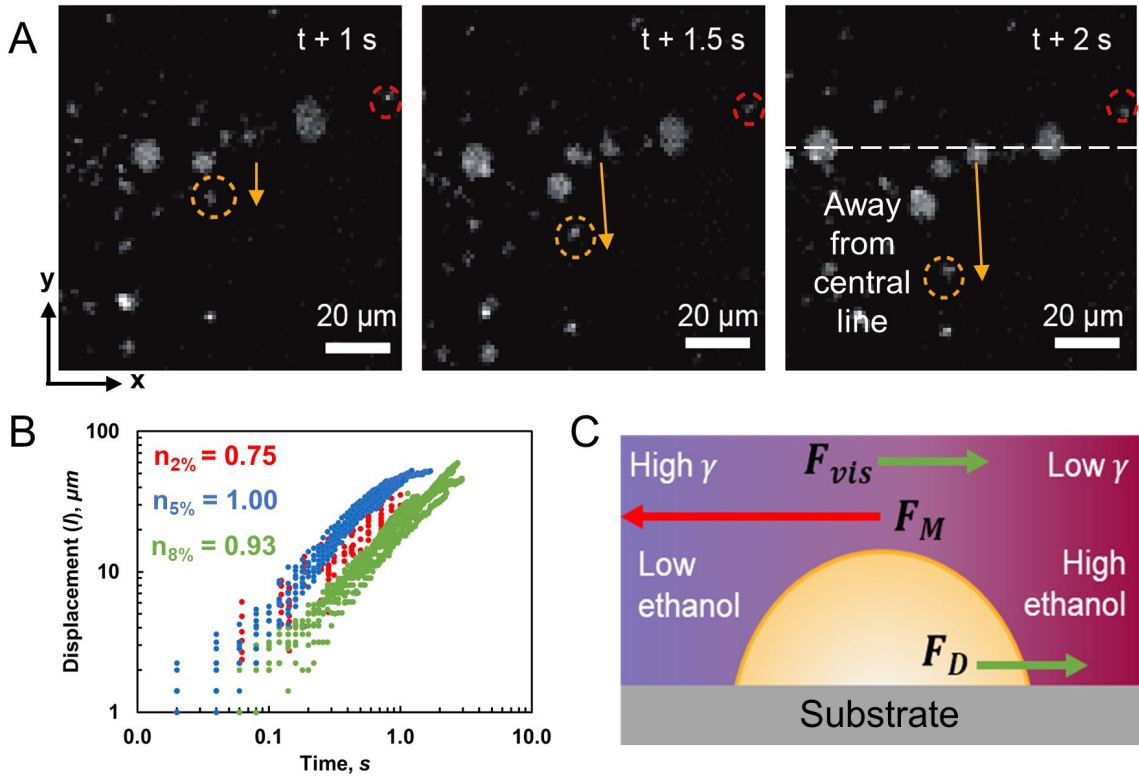 A
t + 1 s
t + 1.5 s
t + 2 s
Away
from
central
line
20 µm
20 µm
20 µm
y
x
B
100
10
1
0.0
0.1
1.0
10.0
Displacement (l), µm
Time, s
n2% = 0.75
n5% = 1.00
n8% = 0.93
C
High γ
Fvis
Low γ
FM
Low
ethanol
High
ethanol
FD
Substrate